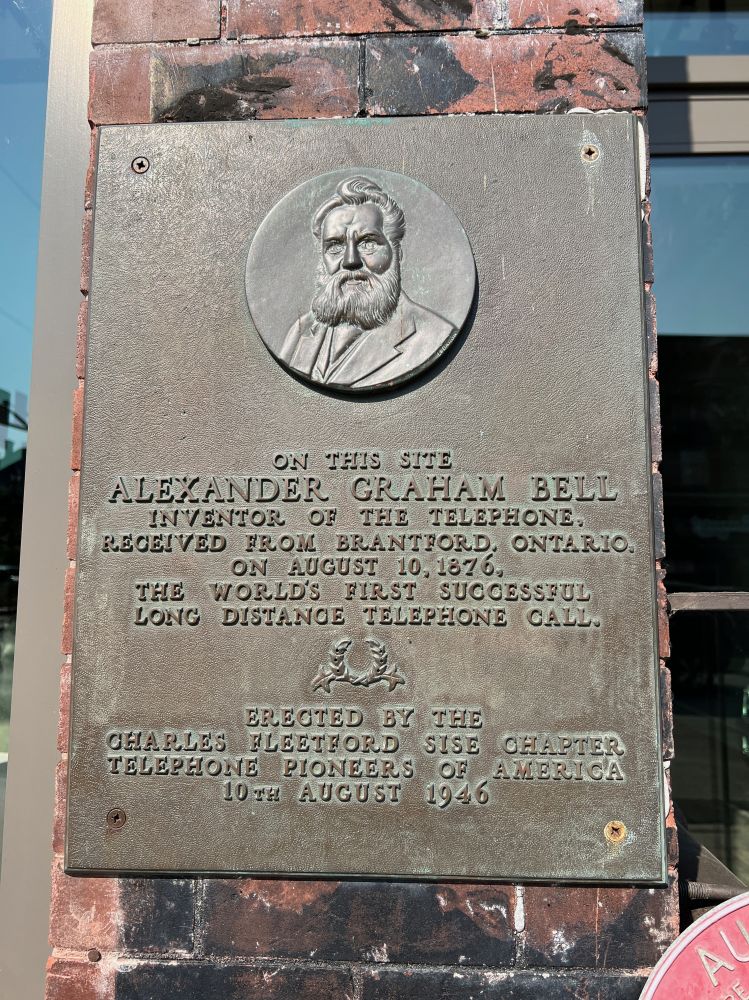 ON THIS SITE
ALEXANDER GRAHAM BELL
INVENTOR OF THE TELEPHONE,
RECEIVED FROM BRANTFORD, ONTARIO,
ON AUGUST 10, 1876,
THE WORLD'S FIRST SUCCESSFUL
LONG DISTANCE TELEPHONE CALL.
ERECTED BY THE
CHARLES FLEETFORD SISE CHAPTER
TELEPHONE PIONEERS OF AMERICA
10TH AUGUST 1946
AU